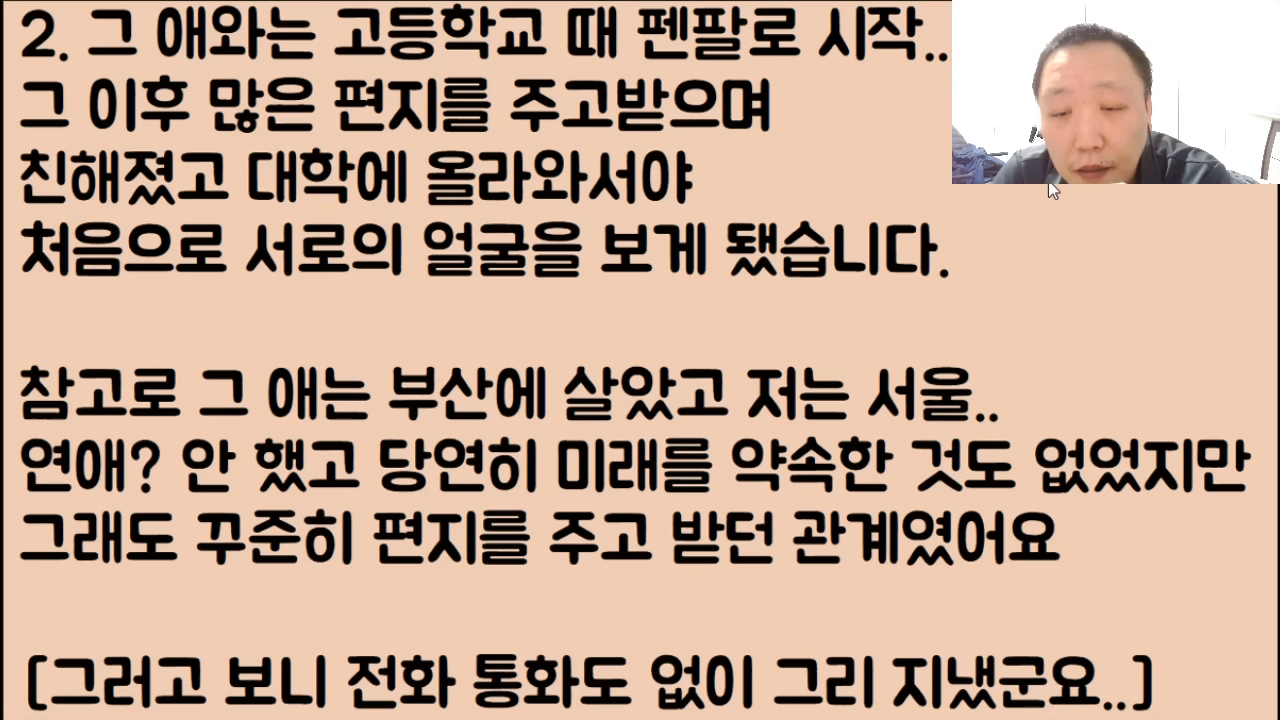 2. 그 애와는 고등학교 때 펜팔로 시작..
그 이후 많은 편지를 주고받으며
친해졌고 대학에 올라와서야
처음으로 서로의 얼굴을 보게 됐습니다.
참고로 그 애는 부산에 살았고 저는 서울..
연애? 안 했고 당연히 미래를 약속한 것도 없었지만
그래도 꾸준히 편지를 주고 받던 관계였어요
[그러고 보니 전화 통화도 없이 그리 지냈군요..]